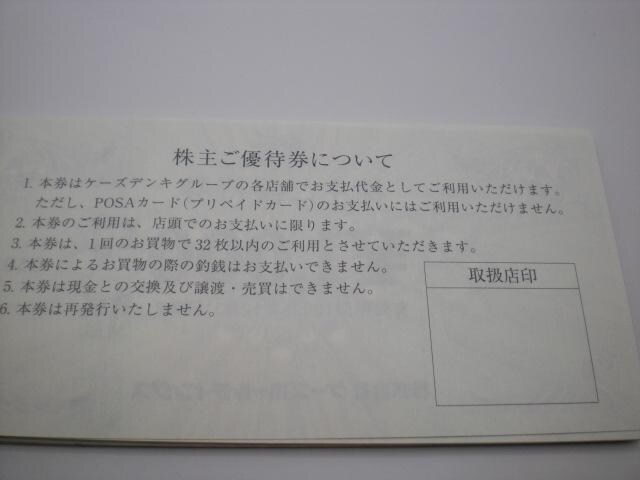 株主ご優待券について
1. 本券はケーズデンキグループの各店舗でお支払代金としてご利用いただけます。
ただし、POSAカード(プリペイドカード)のお支払いにはご利用いただけません。
2. 本券のご利用は、店頭でのお支払いに限ります。
3. 本券は、1回のお買物で32枚以内のご利用とさせていただきます。
4. 本券によるお買物の際の釣銭はお支払いできません。
5. 本券は現金との交換及び譲渡・売買はできません。
6. 本券は再発行いたしません。
取扱店印